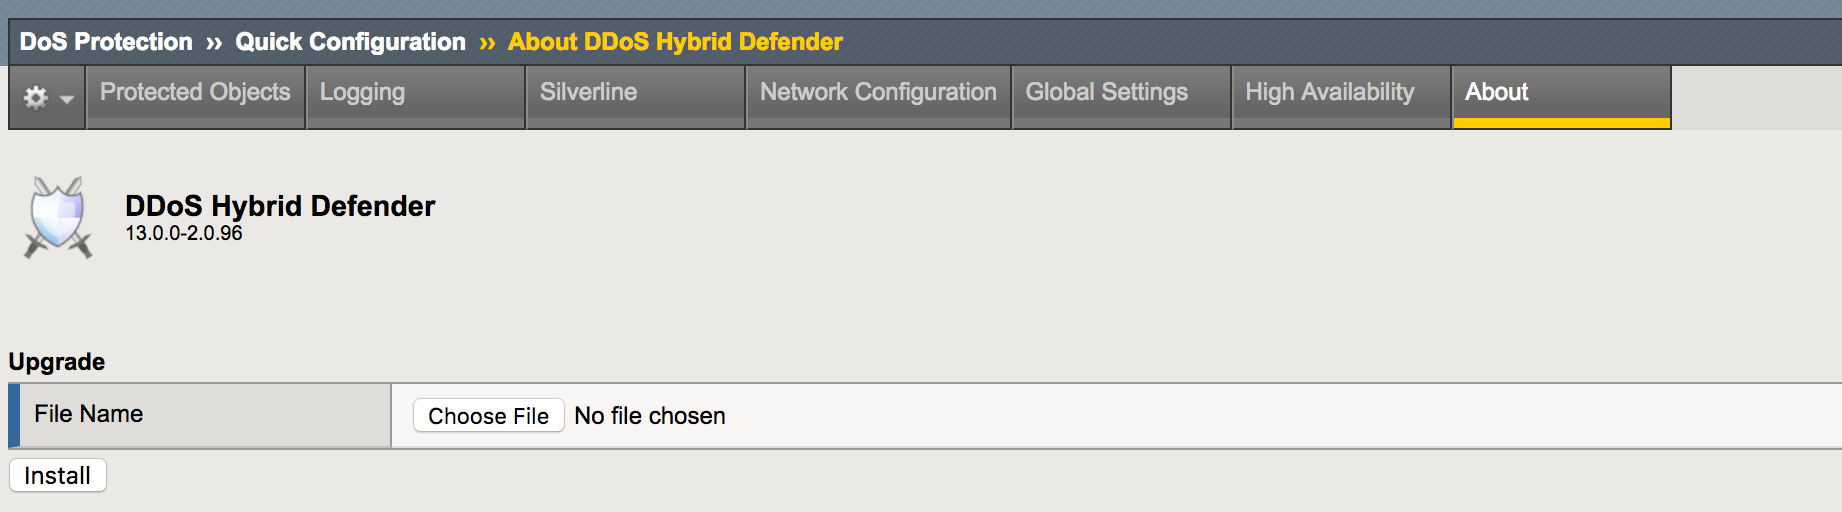 DoS Protection ›› Quick Configuration ›› About DDoS Hybrid Defender
Protected Objects Logging Silverline Network Configuration Global Settings High Availability About
DDoS Hybrid Defender
13.0.0-2.0.96
Upgrade
File Name Choose File No file chosen
Install